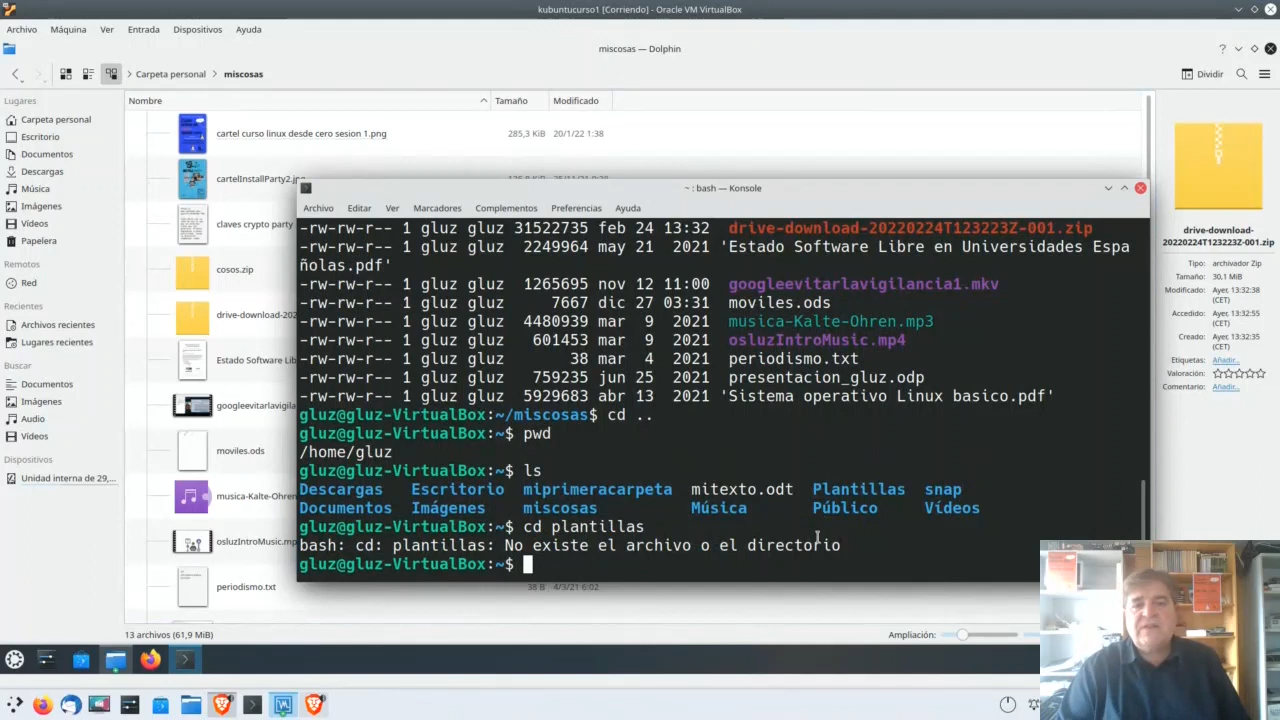 kubuntucurso1 [Corriendo] - Oracle VM VirtualBox
Archivo Máquina Ver Entrada Dispositivos Ayuda
miscosas — Dolphin
Carpeta personal > miscosas
Dividir
Lugares
Carpeta personal
Escritorio
Documentos
Descargas
Música
Imágenes
Vídeos
Papelera
Remotos
Red
Recientes
Archivos recientes
Lugares recientes
Buscar
Documentos
Imágenes
Audio
Vídeos
Dispositivos
Unidad interna de 29,...
Nombre Tamaño Modificado
cartel curso linux desde cero sesion 1.png 285,3 KiB 20/1/22 1:38
cartelInstallParty2.jpg
claves crypto party
cosos.zip
drive-download-202
Estado Software Lib
googleevitarlavigila
moviles.ods
musica-Kalte-Ohren
osluzIntroMusic.mp
periodismo.txt 38 B 4/3/21 6:02
13 archivos (61,9 MiB)
Ampliación:
~ : bash — Konsole
Archivo Editar Ver Marcadores Complementos Preferencias Ayuda
-rw-rw-r-- 1 gluz gluz 31522735 feb 24 13:32 drive-download-20220224T123223Z-001.zip
-rw-rw-r-- 1 gluz gluz 1249964 may 21 2021 'Estado Software Libre en Universidades Espa
ñolas.pdf'
-rw-rw-r-- 1 gluz gluz 1265695 nov 12 11:00 googleevitarlavigilancia1.mkv
-rw-rw-r-- 1 gluz gluz 7667 dic 27 03:31 moviles.ods
-rw-rw-r-- 1 gluz gluz 4480939 mar 9 2021 musica-Kalte-Ohren.mp3
-rw-rw-r-- 1 gluz gluz 601453 mar 9 2021 osluzIntroMusic.mp4
-rw-rw-r-- 1 gluz gluz 38 mar 4 2021 periodismo.txt
-rw-rw-r-- 1 gluz gluz 7759235 jun 25 2021 presentacion_gluz.odp
-rw-rw-r-- 1 gluz gluz 5529683 abr 13 2021 'Sistema operativo Linux basico.pdf'
gluz@gluz-VirtualBox:~/miscosas$ cd ..
gluz@gluz-VirtualBox:~$ pwd
/home/gluz
gluz@gluz-VirtualBox:~$ ls
Descargas Escritorio miprimeracarpeta mitexto.odt Plantillas snap
Documentos Imágenes miscosas Música Público Vídeos
gluz@gluz-VirtualBox:~$ cd plantillas
bash: cd: plantillas: No existe el archivo o el directorio
gluz@gluz-VirtualBox:~$
drive-download-
20220224T123223Z-001.zip
Tipo: archivador Zip
Tamaño: 30,1 MiB
Modificado: Ayer, 13:32:38
(CET)
Accedido: Ayer, 13:32:55
(CET)
Creado: Ayer, 13:32:35
(CET)
Etiquetas: Añadir...
Valoración:
Comentario: Añadir...